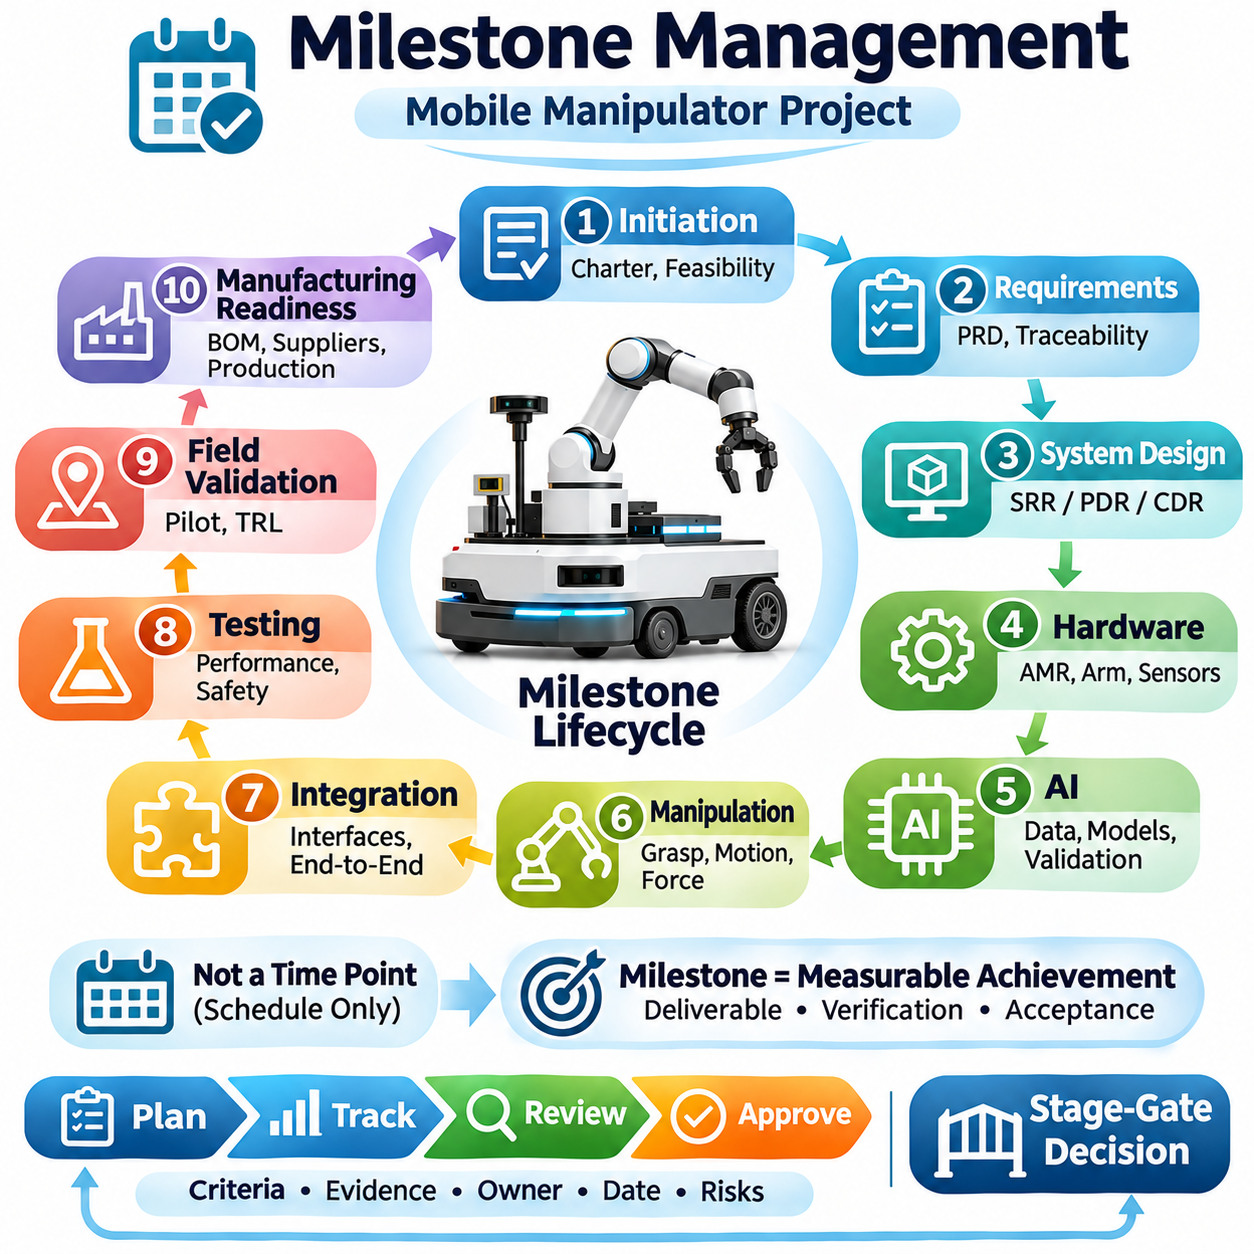 Milestone Management
Mobile Manipulator Project
1 Initiation
Charter, Feasibility
2 Requirements
PRD, Traceability
3 System Design
SRR / PDR / CDR
4 Hardware
AMR, Arm, Sensors
5 AI
AI
Data, Models,
Validation
6 Manipulation
Grasp, Motion,
Force
7 Integration
Interfaces,
End-to-End
8 Testing
Performance,
Safety
9 Field
Validation
Pilot, TRL
10 Manufacturing
Readiness
BOM, Suppliers,
Production
Milestone
Lifecycle
Not a Time Point
(Schedule Only)
Milestone = Measurable Achievement
Deliverable • Verification • Acceptance
Plan
Track
Review
Approve
Stage-Gate
Decision
Criteria • Evidence • Owner • Date • Risks